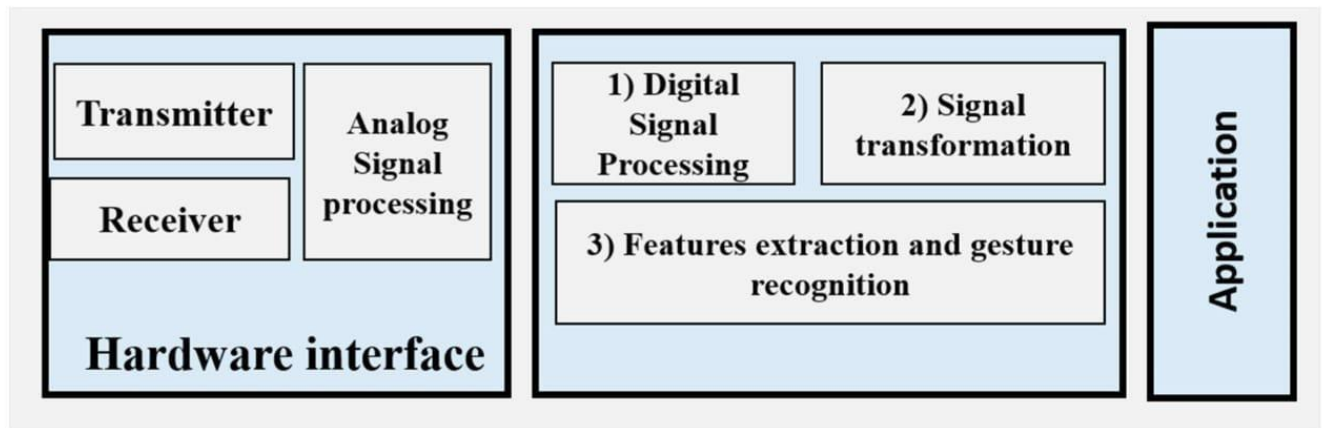 Transmitter
Receiver
Analog
Signal
processing
Hardware interface
1) Digital
Signal
Processing
2) Signal
transformation
3) Features extraction and gesture
recognition
Application